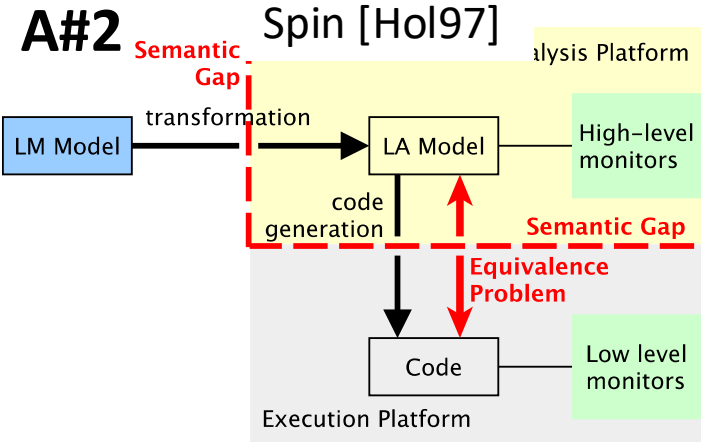 A#2
Spin [Hol97]
Semantic
Gap
alysis Platform
transformation
LM Model
LA Model
High-level
monitors
code
generation
Semantic Gap
Equivalence
Problem
Code
Low level
monitors
Execution Platform